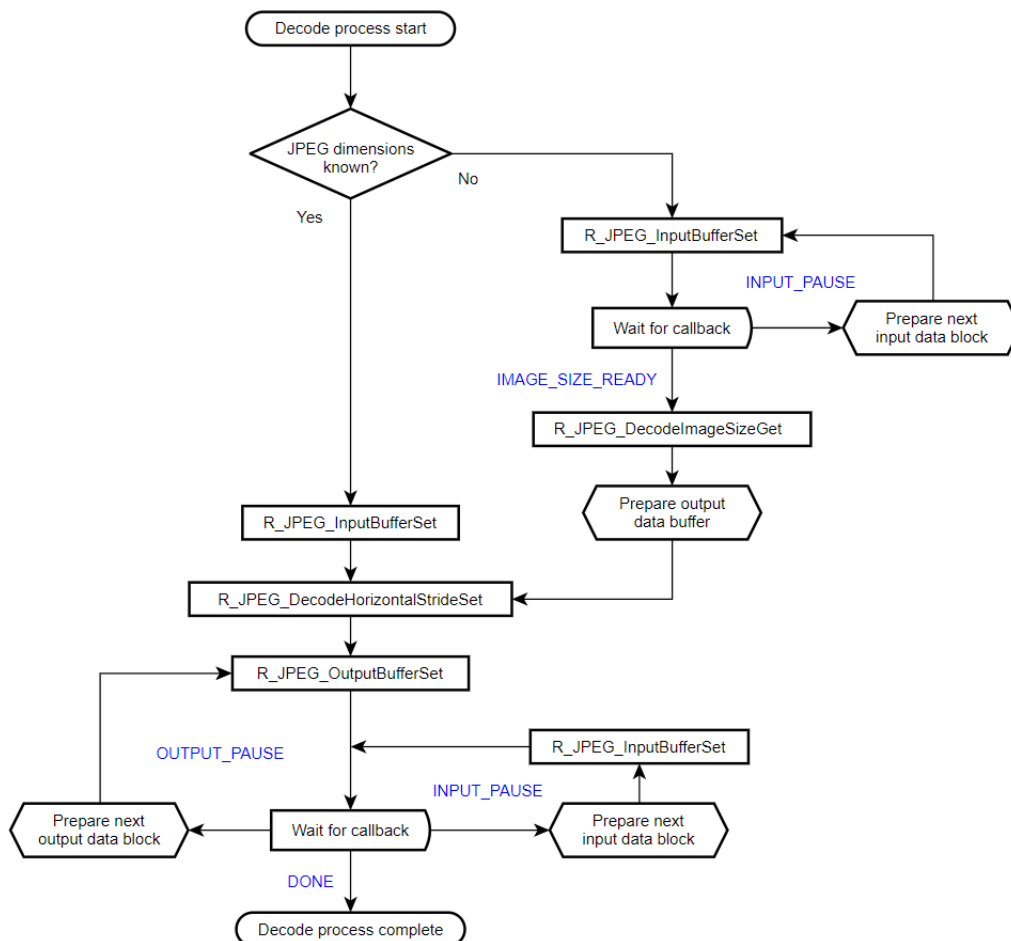 Decode process start
JPEG dimensions
known?
No
Yes
R_JPEG_InputBufferSet
INPUT_PAUSE
Wait for callback
Prepare next
input data block
IMAGE_SIZE_READY
R_JPEG_DecodeImageSizeGet
Prepare output
data buffer
R_JPEG_InputBufferSet
R_JPEG_DecodeHorizontalStrideSet
R_JPEG_OutputBufferSet
OUTPUT_PAUSE
R_JPEG_InputBufferSet
INPUT_PAUSE
Prepare next
output data block
Wait for callback
Prepare next
input data block
DONE
Decode process complete